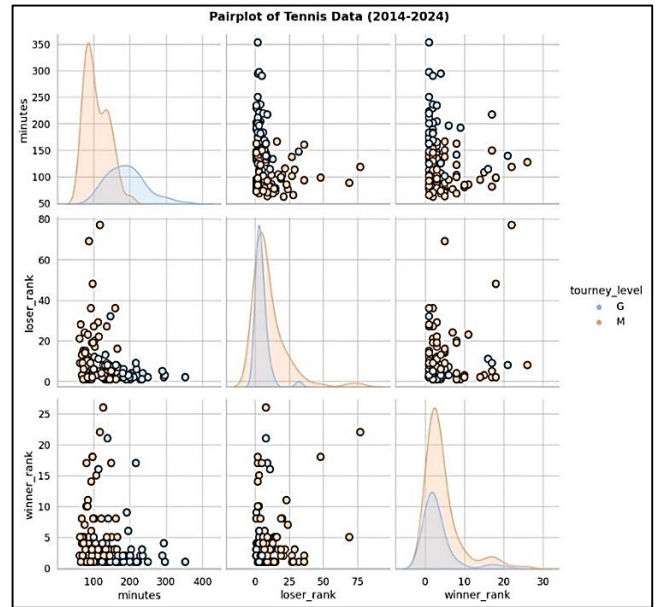 Pairplot of Tennis Data (2014-2024)
350
300
250
200
150
100
50
minutes
80
60
40
20
0
loser_rank
25
20
15
10
5
0
winner_rank
100 200 300 400
minutes
0 25 50 75
loser_rank
0 10 20 30
winner_rank
tourney_level
G
M